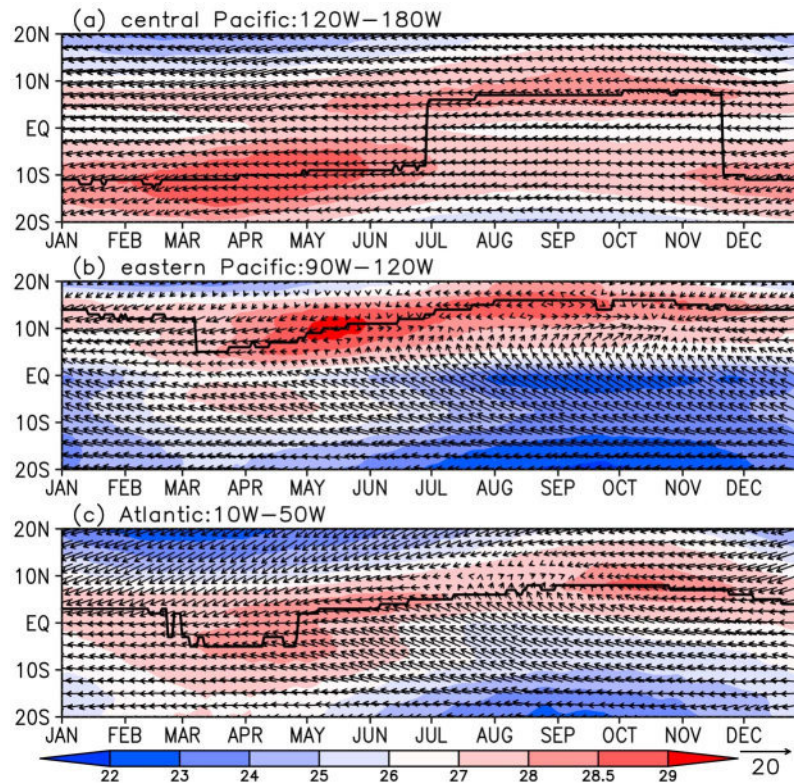 (a) central Pacific:120W-180W
20N
10N
EQ
10S
20S
JAN FEB MAR APR MAY JUN JUL AUG SEP OCT NOV DEC
(b) eastern Pacific:90W-120W
20N
10N
EQ
10S
20S
JAN FEB MAR APR MAY JUN JUL AUG SEP OCT NOV DEC
(c) Atlantic:10W-50W
20N
10N
EQ
10S
20S
JAN FEB MAR APR MAY JUN JUL AUG SEP OCT NOV DEC
22 23 24 25 26 27 28 28.5 29 20